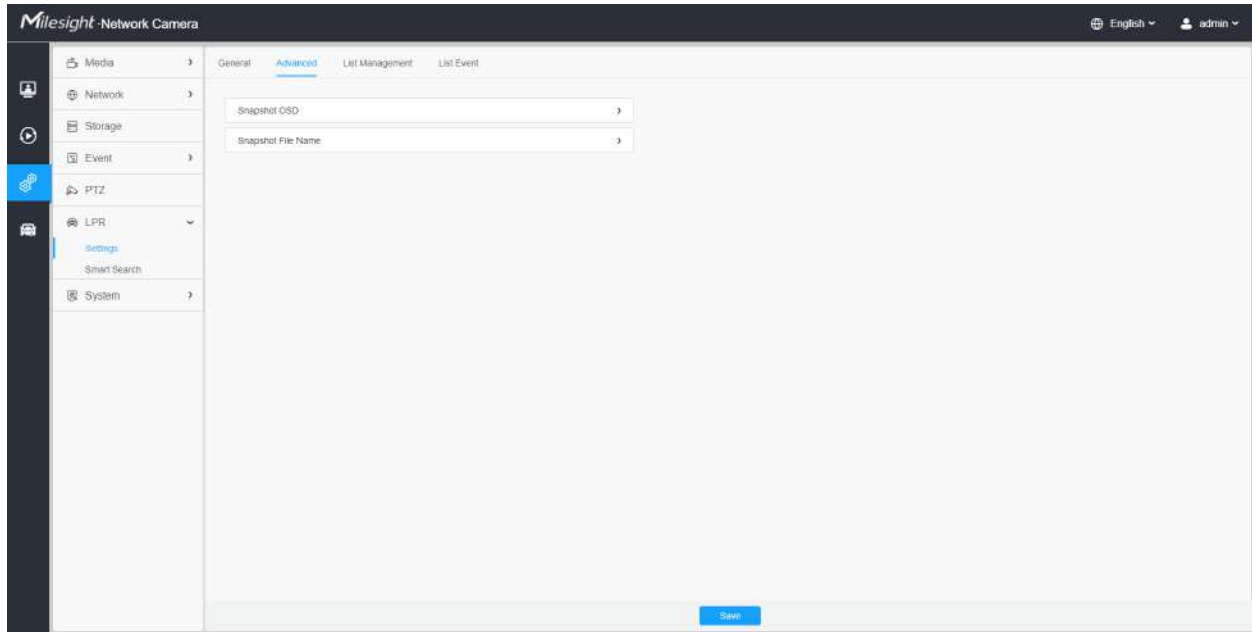 Milesight Network Camera
English
admin
Media
Network
Storage
Event
PTZ
LPR
Settings
Smart Search
System
General Advanced List Management List Event
Snapshot OSD
Snapshot File Name
Save